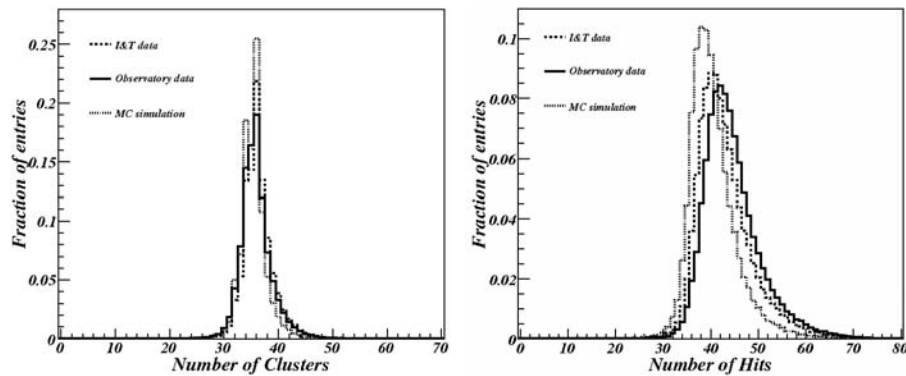 Fraction of entries
0.25
0.2
0.15
0.1
0.05
0
I&T data
Observatory data
MC simulation
0 10 20 30 40 50 60 70
Number of Clusters
Fraction of entries
0.1
0.08
0.06
0.04
0.02
0
I&T data
Observatory data
MC simulation
0 10 20 30 40 50 60 70 80
Number of Hits